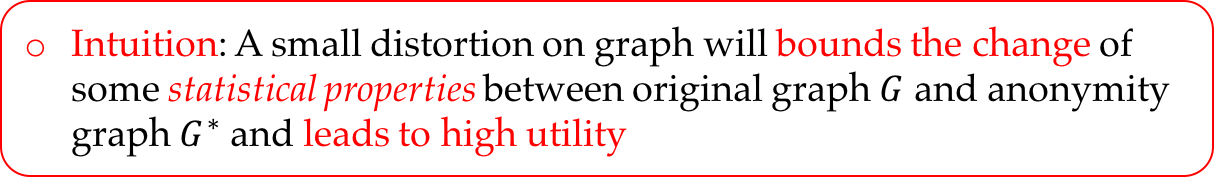 ○ Intuition: A small distortion on graph will bounds the change of
some statistical properties between original graph G and anonymity
graph G* and leads to high utility